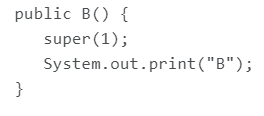 public B() {
   super(1);
   System.out.print("B");
}